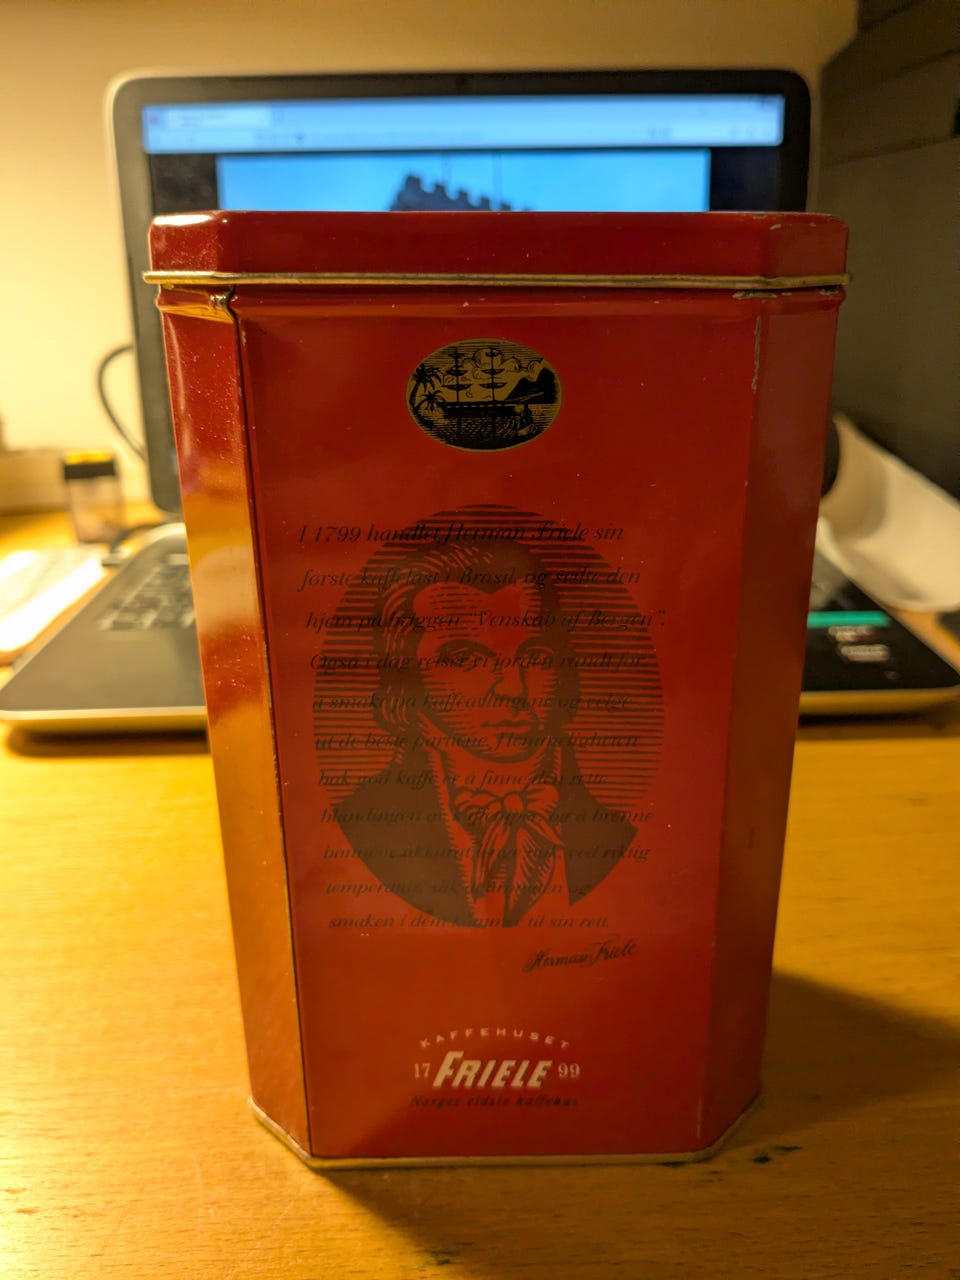 I 1799 handlet Herman Friele sin
første kaffelast i Brasil, og seilte den
hjem på briggen "Venskab af Bergen".
Også i dag reiser vi jorden rundt for
å smake på kaffeavlingene og velge
ut de beste partiene. Hemmeligheten
bak god kaffe er å finne den rette
blandingen av kaffetyper, og å brenne
bønnene akkurat lenge nok, ved riktig
temperatur, slik at aromaen og
smaken i dem kommer til sin rett.
Herman Friele
KAFFEHUSET
17 FRIELE 99
Norges eldste kaffehus